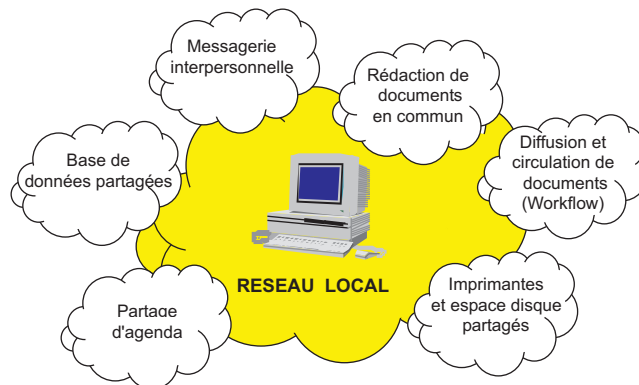 Messagerie
interpersonnelle
Rédaction de
documents
en commun
Diffusion et
circulation de
documents
(Workflow)
Base de
données partagées
RESEAU LOCAL
Imprimantes
et espace disque
partagés
Partage
d'agenda